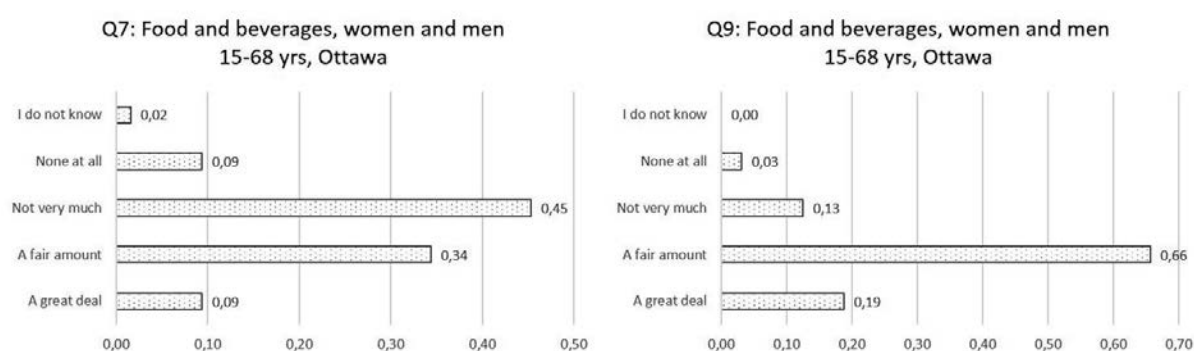 Q7: Food and beverages, women and men
15-68 yrs, Ottawa
I do not know
0,02
None at all
0,09
Not very much
0,45
A fair amount
0,34
A great deal
0,09
0,00 0,10 0,20 0,30 0,40 0,50
Q9: Food and beverages, women and men
15-68 yrs, Ottawa
I do not know
0,00
None at all
0,03
Not very much
0,13
A fair amount
0,66
A great deal
0,19
0,00 0,10 0,20 0,30 0,40 0,50 0,60 0,70